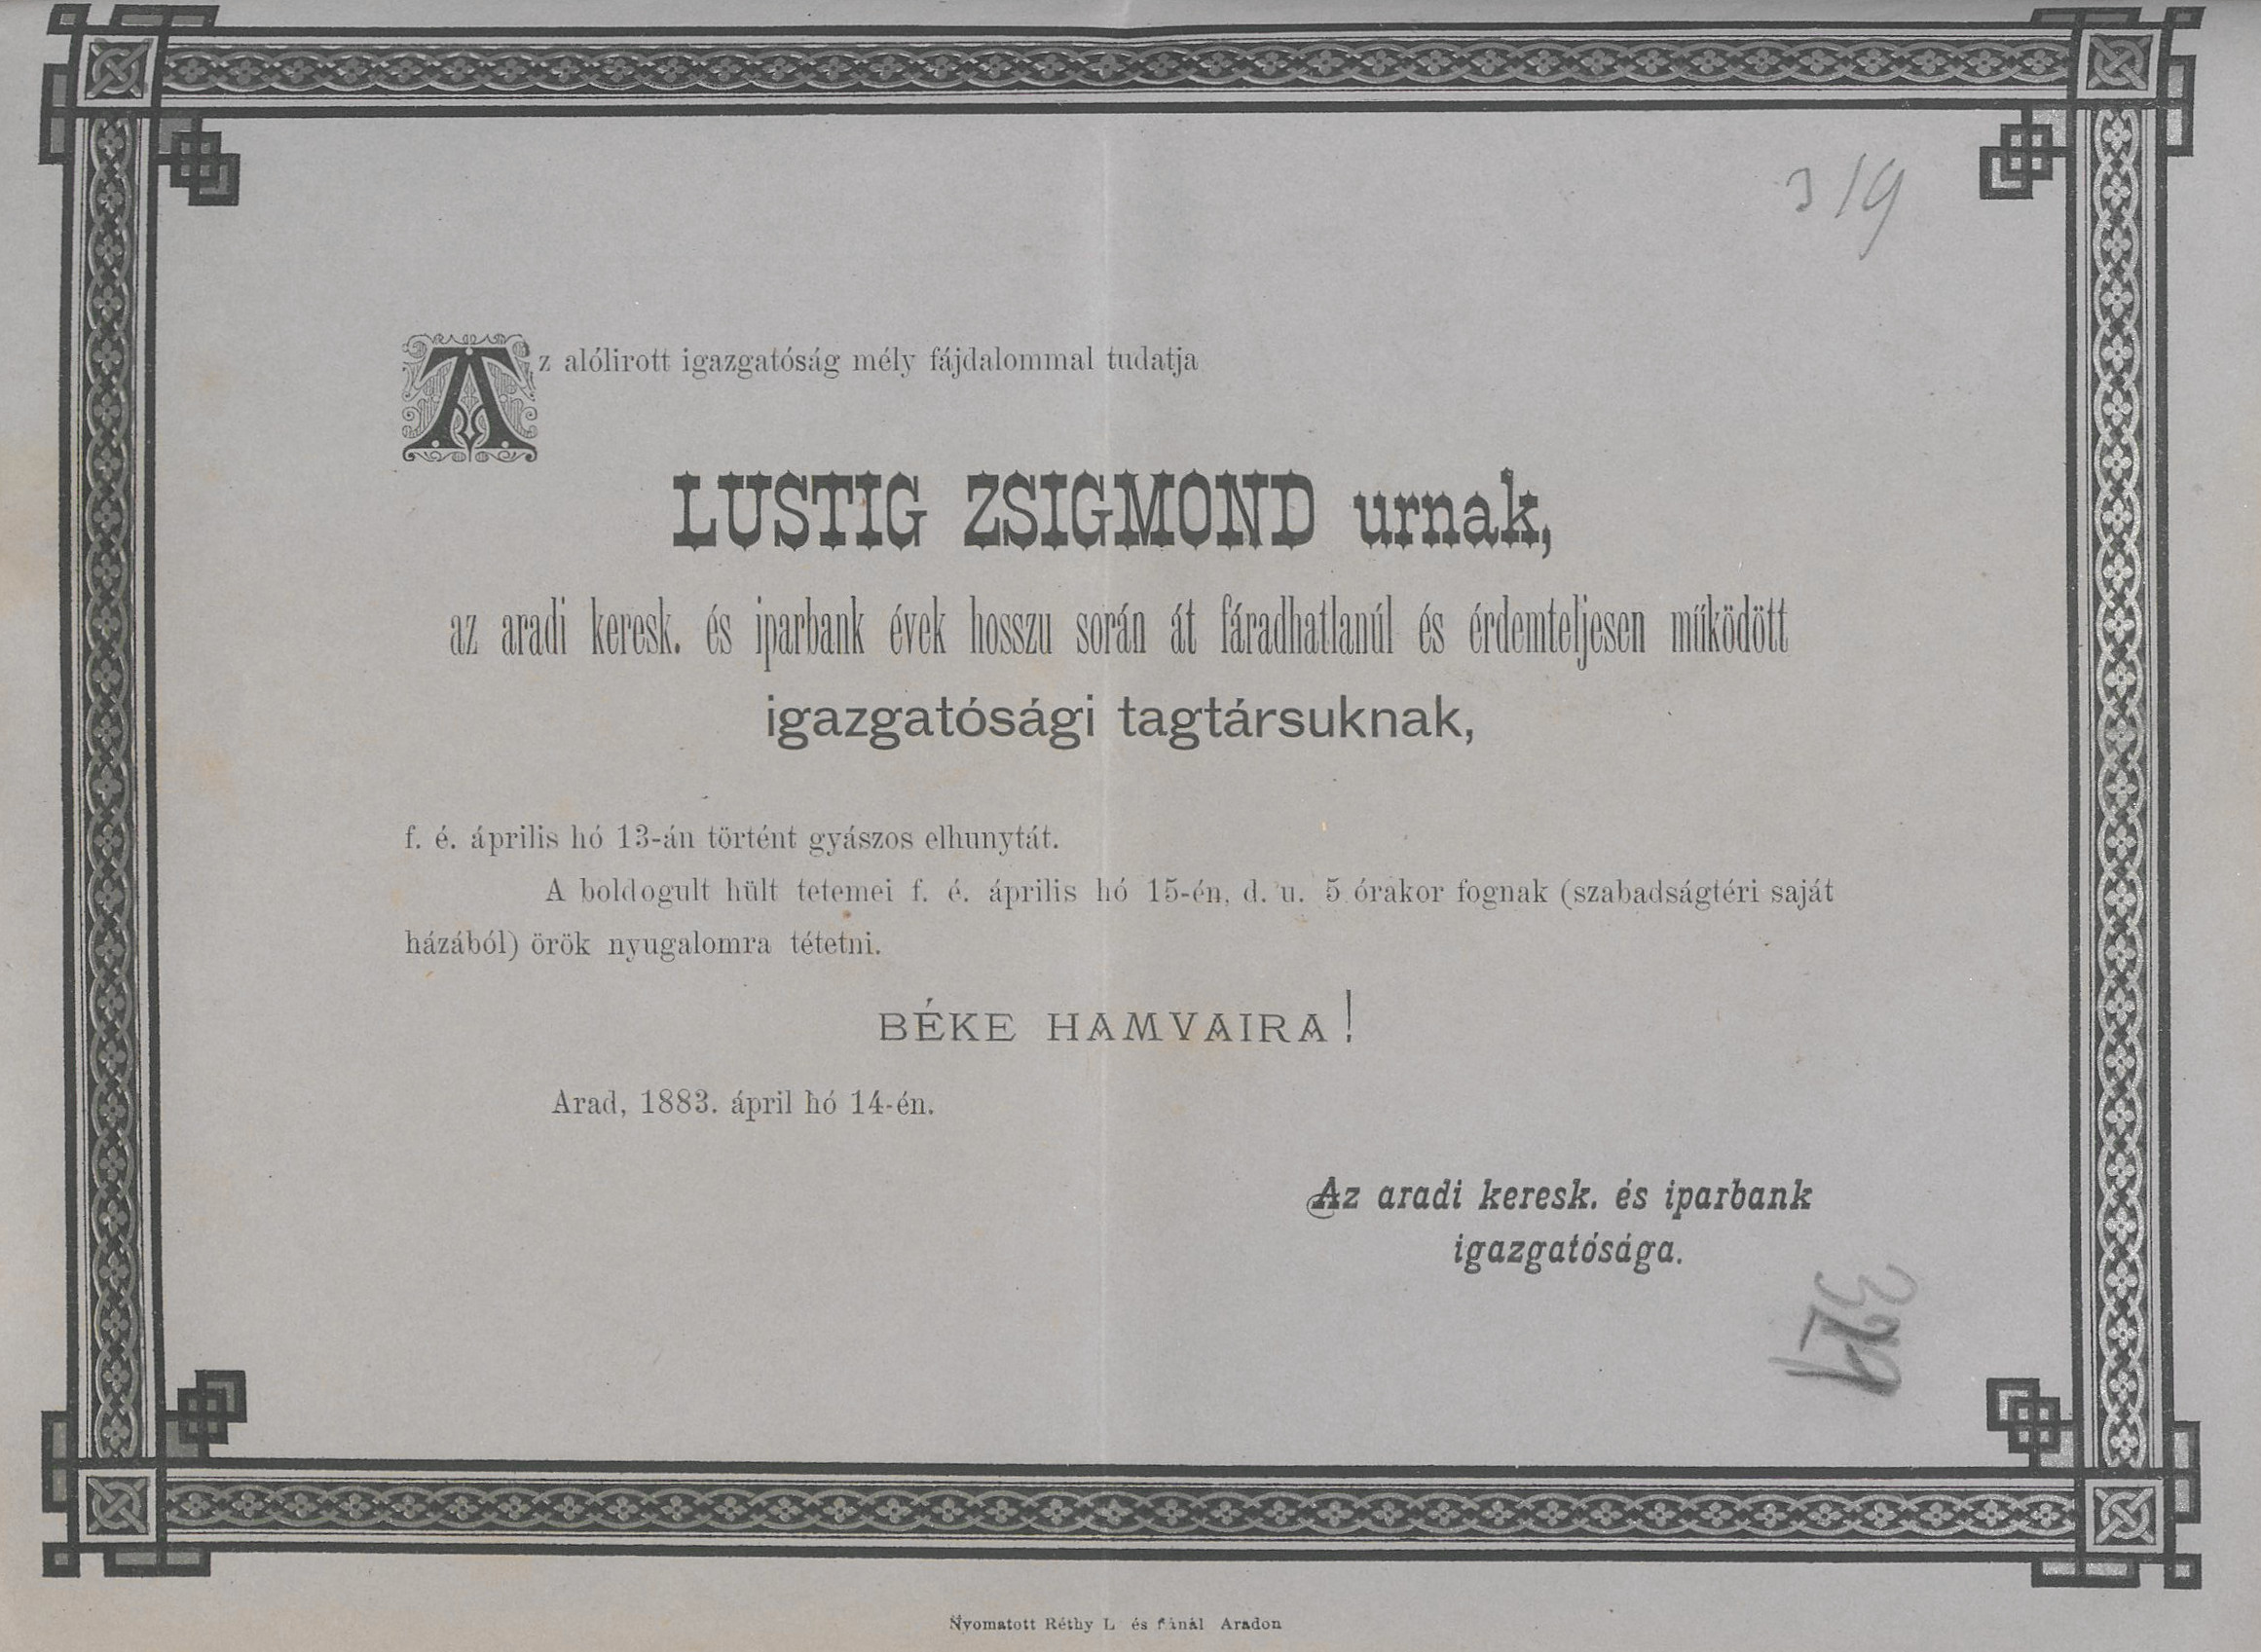 319
Az alólirott igazgatóság mély fájdalommal tudatja
LUSTIG ZSIGMOND urnak,
az aradi keresk. és iparbank évek hosszu során át fáradhatlanúl és érdemteljesen működött
igazgatósági tagtársuknak,
f. é. április hó 13-án történt gyászos elhunytát.
A boldogult hült tetemei f. é. április hó 15-én, d. u. 5 órakor fognak (szabadságtéri saját
házából) örök nyugalomra tétetni.
BÉKE HAMVAIRA!
Arad, 1883. ápril hó 14-én.
Az aradi keresk. és iparbank
igazgatósága.
Nyomatott Réthy L és fiánál Aradon